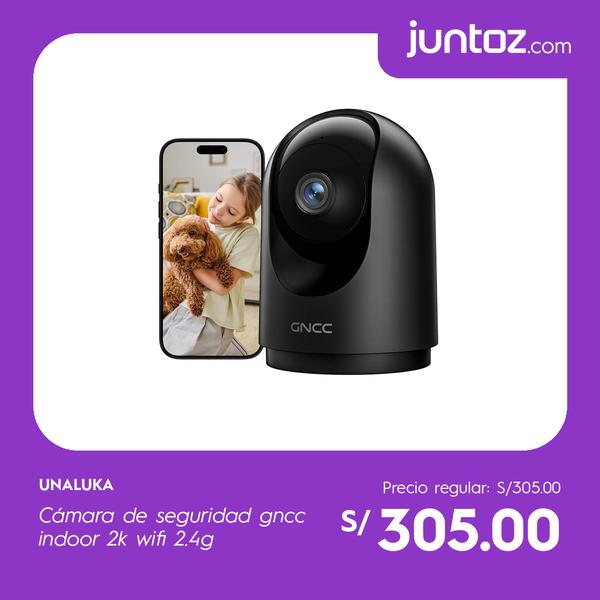 juntoz.com
GNCC
UNALUKA
Cámara de seguridad gncc
indoor 2k wifi 2.4g
Precio regular: S/305.00
S/ 305.00